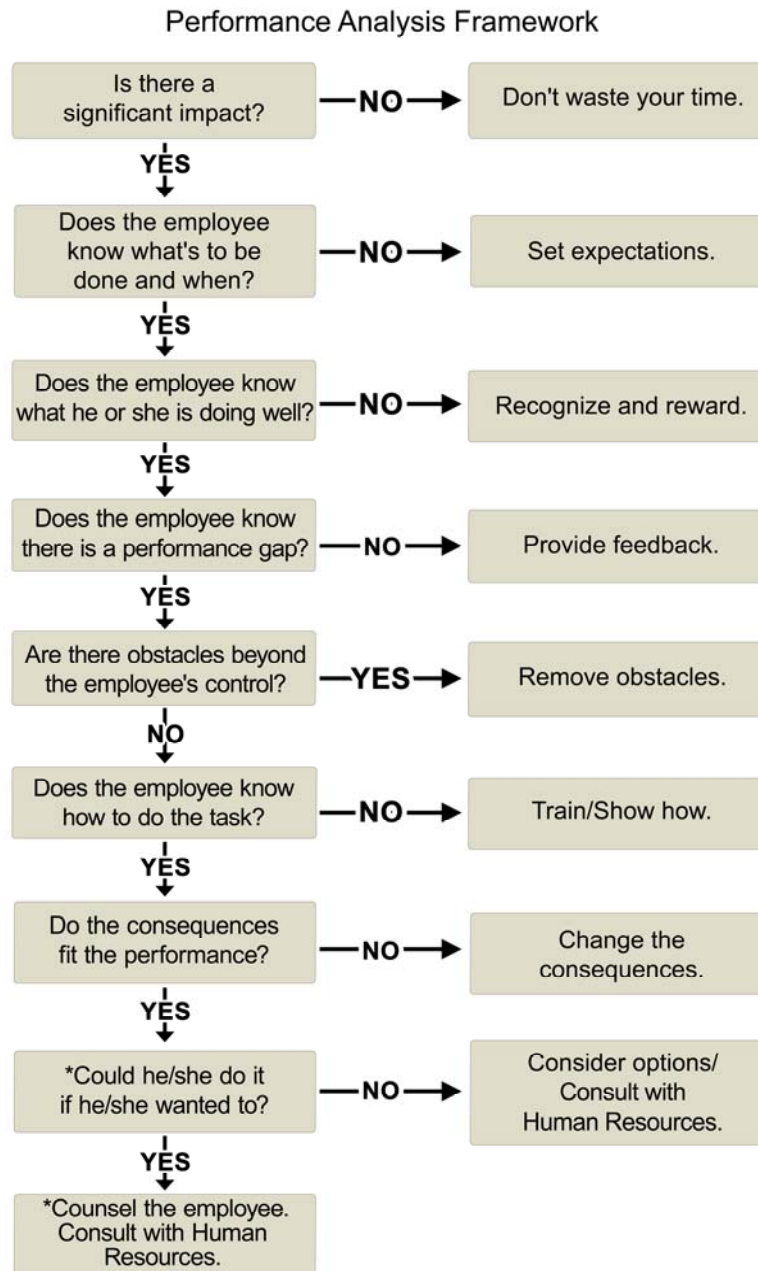 Performance Analysis Framework
Is there a
significant impact?
NO
Don't waste your time.
YES
Does the employee
know what's to be
done and when?
NO
Set expectations.
YES
Does the employee know
what he or she is doing well?
NO
Recognize and reward.
YES
Does the employee know
there is a performance gap?
NO
Provide feedback.
YES
Are there obstacles beyond
the employee's control?
YES
Remove obstacles.
NO
Does the employee know
how to do the task?
NO
Train/Show how.
YES
Do the consequences
fit the performance?
NO
Change the
consequences.
YES
*Could he/she do it
if he/she wanted to?
NO
Consider options/
Consult with
Human Resources.
YES
*Counsel the employee.
Consult with Human
Resources.